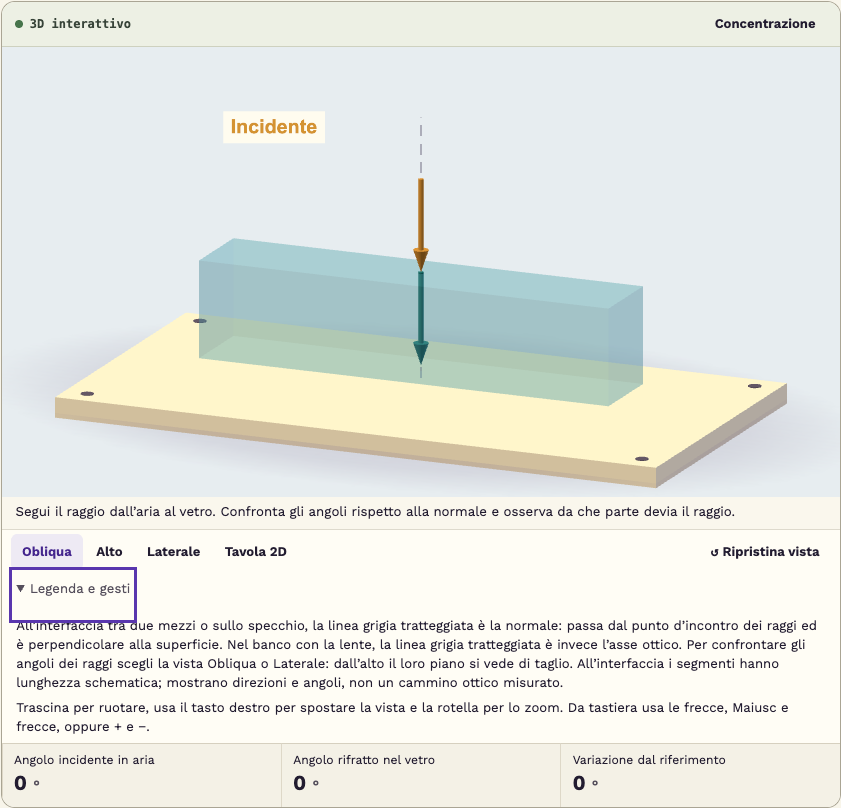 3D interattivo
Concentrazione
Incidente
Segui il raggio dall’aria al vetro. Confronta gli angoli rispetto alla normale e osserva da che parte devia il raggio.
Obliqua Alto Laterale Tavola 2D
↺ Ripristina vista
▼ Legenda e gesti
All’interfaccia tra due mezzi o sullo specchio, la linea grigia tratteggiata è la normale: passa dal punto d’incontro dei raggi ed
è perpendicolare alla superficie. Nel banco con la lente, la linea grigia tratteggiata è invece l’asse ottico. Per confrontare gli
angoli dei raggi scegli la vista Obliqua o Laterale: dall’alto il loro piano si vede di taglio. All’interfaccia i segmenti hanno
lunghezza schematica; mostrano direzioni e angoli, non un cammino ottico misurato.
Trascina per ruotare, usa il tasto destro per spostare la vista e la rotella per lo zoom. Da tastiera usa le frecce, Maiusc e
frecce, oppure + e −.
Angolo incidente in aria
0 °
Angolo rifratto nel vetro
0 °
Variazione dal riferimento
0 °